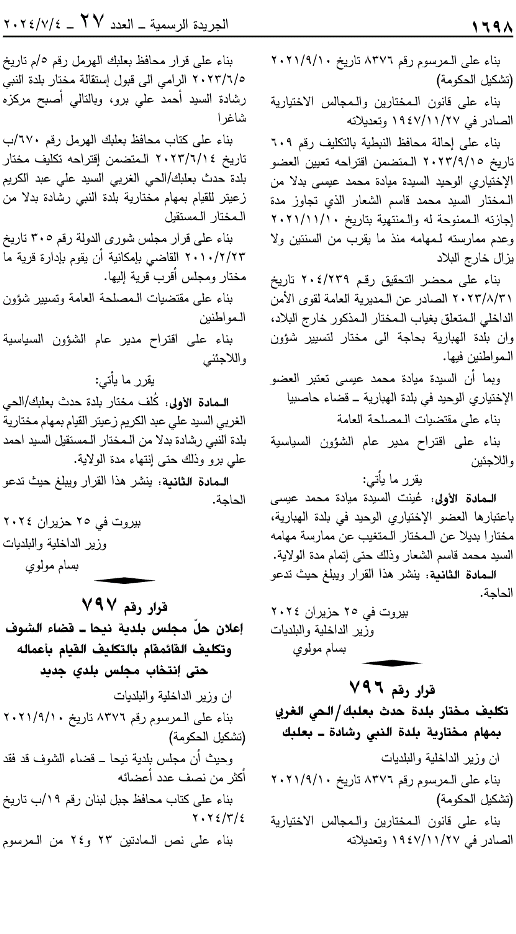 ١٦٩٨
الجريدة الرسمية ـ العدد ٢٧ ـ ٢٠٢٤/٧/٤
بناء على المرسوم رقم ٨٣٧٦ تاريخ ٢٠٢١/٩/١٠
(تشكيل الحكومة)
بناء على قانون المختارين والمجالس الاختيارية
الصادر في ١٩٤٧/١١/٢٧ وتعديلاته
بناء على إحالة محافظ النبطية بالتكليف رقم ٦٠٩
تاريخ ٢٠٢٣/٩/١٥ المتضمن اقتراحه تعيين العضو
الإختياري الوحيد السيدة ميادة محمد عيسى بدلا من
المختار السيد محمد قاسم الشعار الذي تجاوز مدة
إجازته الممنوحة له والمنتهية بتاريخ ٢٠٢١/١١/١٠
وعدم ممارسته لمهامه منذ ما يقرب من السنتين ولا
يزال خارج البلاد
بناء على محضر التحقيق رقم ٢٠٤/٢٣٩ تاريخ
٢٠٢٣/٨/٣١ الصادر عن المديرية العامة لقوى الأمن
الداخلي المتعلق بغياب المختار المذكور خارج البلاد،
وان بلدة الهبارية بحاجة الى مختار لتسيير شؤون
المواطنين فيها.
وبما أن السيدة ميادة محمد عيسى تعتبر العضو
الإختياري الوحيد في بلدة الهبارية ـ قضاء حاصبيا
بناء على مقتضيات المصلحة العامة
بناء على اقتراح مدير عام الشؤون السياسية
واللاجئين
يقرر ما يأتي:
المادة الأولى: عُينت السيدة ميادة محمد عيسى
باعتبارها العضو الإختياري الوحيد في بلدة الهبارية،
مختارا بديلا عن المختار المتغيب عن ممارسة مهامه
السيد محمد قاسم الشعار وذلك حتى إتمام مدة الولاية.
المادة الثانية: ينشر هذا القرار ويبلغ حيث تدعو
الحاجة.
بيروت في ٢٥ حزيران ٢٠٢٤
وزير الداخلية والبلديات
بسام مولوي
قرار رقم ٧٩٦
تكليف مختار بلدة حدث بعلبك/الحي الغربي
بمهام مختارية بلدة النبي رشادة ـ بعلبك
ان وزير الداخلية والبلديات
بناء على المرسوم رقم ٨٣٧٦ تاريخ ٢٠٢١/٩/١٠
(تشكيل الحكومة)
بناء على قانون المختارين والمجالس الاختيارية
الصادر في ١٩٤٧/١١/٢٧ وتعديلاته
بناء على قرار محافظ بعلبك الهرمل رقم ٥/م تاريخ
٢٠٢٣/٦/٥ الرامي الى قبول إستقالة مختار بلدة النبي
رشادة السيد أحمد علي برو، وبالتالي أصبح مركزه
شاغرا
بناء على كتاب محافظ بعلبك الهرمل رقم ٦٧٠/ب
تاريخ ٢٠٢٣/٦/١٤ المتضمن إقتراحه تكليف مختار
بلدة حدث بعلبك/الحي الغربي السيد علي عبد الكريم
زعيتر للقيام بمهام مختارية بلدة النبي رشادة بدلا من
المختار المستقيل
بناء على قرار مجلس شورى الدولة رقم ٣٠٥ تاريخ
٢٠١٠/٢/٢٣ القاضي بإمكانية أن يقوم بإدارة قرية ما
مختار ومجلس أقرب قرية إليها.
بناء على مقتضيات المصلحة العامة وتسيير شؤون
المواطنين
بناء على اقتراح مدير عام الشؤون السياسية
واللاجئني
يقرر ما يأتي:
المادة الأولى: كُلف مختار بلدة حدث بعلبك/الحي
الغربي السيد علي عبد الكريم زعيتر القيام بمهام مختارية
بلدة النبي رشادة بدلا من المختار المستقيل السيد احمد
علي برو وذلك حتى إنتهاء مدة الولاية.
المادة الثانية: ينشر هذا القرار ويبلغ حيث تدعو
الحاجة.
بيروت في ٢٥ حزيران ٢٠٢٤
وزير الداخلية والبلديات
بسام مولوي
قرار رقم ٧٩٧
إعلان حلّ مجلس بلدية نيحا ـ قضاء الشوف
وتكليف القائمقام بالتكليف القيام بأعماله
حتى إنتخاب مجلس بلدي جديد
ان وزير الداخلية والبلديات
بناء على المرسوم رقم ٨٣٧٦ تاريخ ٢٠٢١/٩/١٠
(تشكيل الحكومة)
وحيث أن مجلس بلدية نيحا ـ قضاء الشوف قد فقد
أكثر من نصف عدد أعضائه
بناء على كتاب محافظ جبل لبنان رقم ١٩/ب تاريخ
٢٠٢٤/٣/٤
بناء على نص المادتين ٢٣ و٢٤ من المرسوم